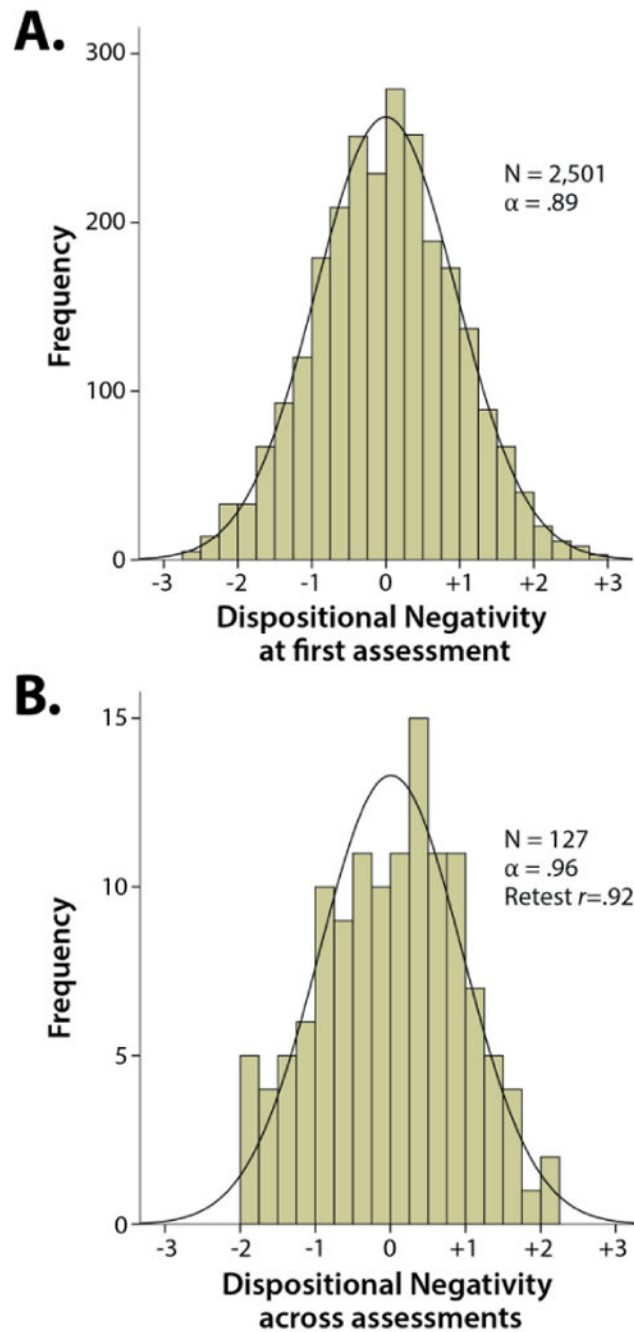 A.
300
200
100
0
Frequency
N = 2,501
α = .89
-3 -2 -1 0 +1 +2 +3
Dispositional Negativity
at first assessment
B.
15
10
5
0
Frequency
N = 127
α = .96
Retest r=.92
-3 -2 -1 0 +1 +2 +3
Dispositional Negativity
across assessments